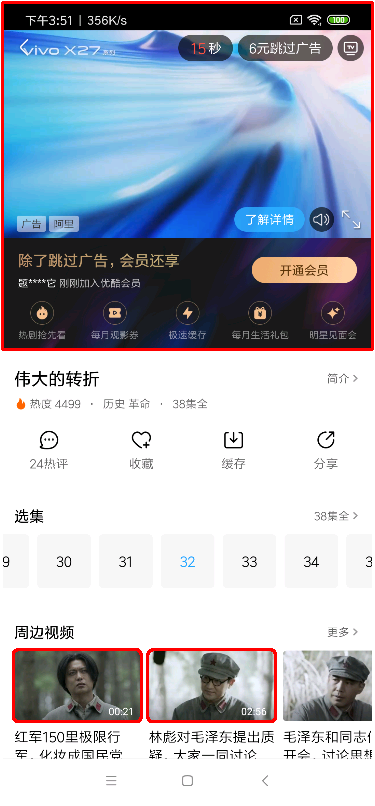 下午3:51 | 356K/s
100
vivo X27系列
15 秒
6元跳过广告
TV
广告 阿里
了解详情
除了跳过广告，会员还享
题****它 刚刚加入优酷会员
开通会员
热剧抢先看 每月观影券 极速缓存 每月生活礼包 明星见面会
伟大的转折
简介 >
热度 4499 · 历史 革命 · 38集全
24热评 收藏 缓存 分享
选集
38集全 >
9 30 31 32 33 34 3
周边视频
更多 >
00:21 02:56
红军150里极限行
军，化妆成国民党
林彪对毛泽东提出质
疑，大家一同讨论
毛泽东和同志们
开会，讨论思想